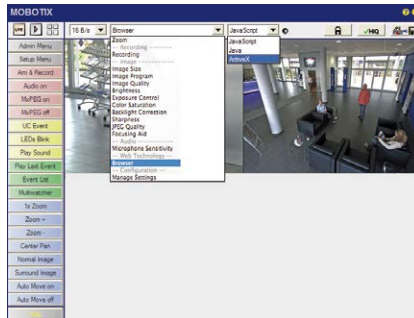 MOBOTIX
LIVE
16 B/s
Browser
JavaScript
HQ
Zoom
-- Recording --
Recording
-- Image --
Image Size
Image Program
Image Quality
Brightness
Exposure Control
Color Saturation
Backlight Correction
Sharpness
JPEG Quality
Focusing Aid
-- Audio --
Microphone Sensitivity
-- Web Technology --
Browser
-- Configuration --
Manage Settings
JavaScript
Java
ActiveX
Admin Menu
Setup Menu
Arm & Record
Audio on
MxPEG on
MxPEG off
UC Event
LEDs Blink
Play Sound
Play Last Event
Event List
Multiwatcher
1x Zoom
Zoom +
Zoom -
Center Pan
Normal Image
Surround Image
Auto Move on
Auto Move off